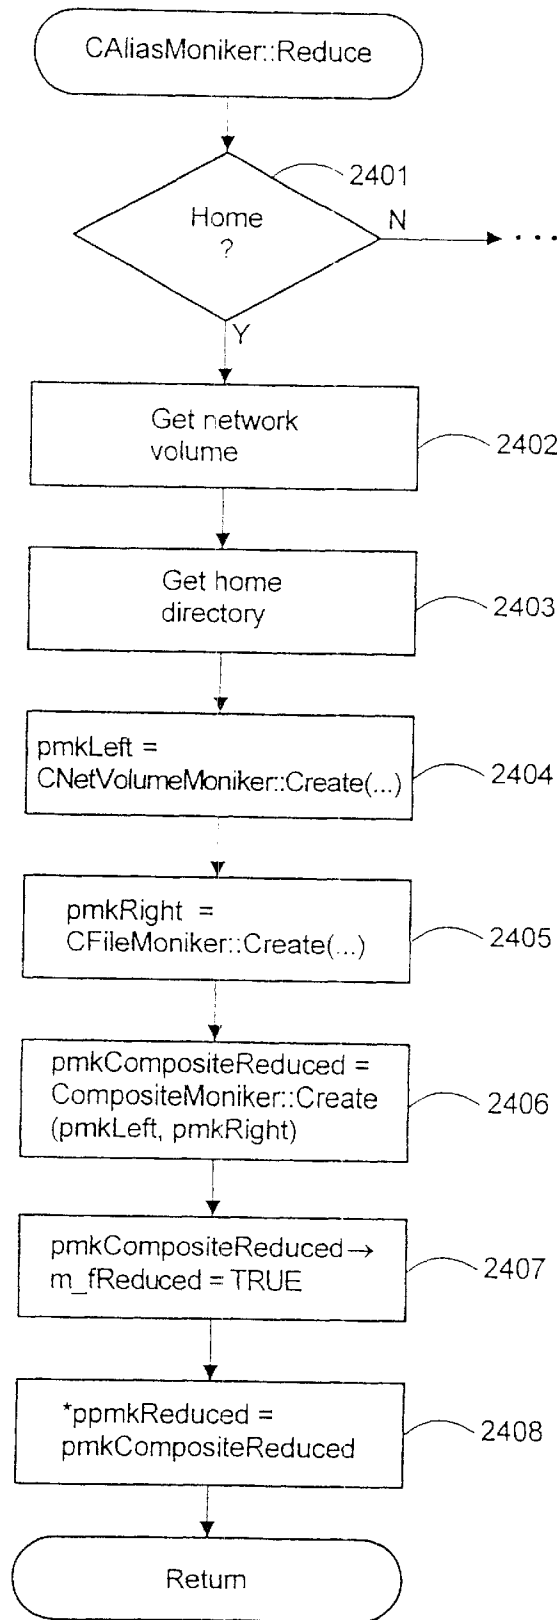 CAliasMoniker::Reduce
2401
Home
?
N
...
Y
Get network
volume
2402
Get home
directory
2403
pmkLeft =
CNetVolumeMoniker::Create(...)
2404
pmkRight =
CFileMoniker::Create(...)
2405
pmkCompositeReduced =
CompositeMoniker::Create
(pmkLeft, pmkRight)
2406
pmkCompositeReduced→
m_fReduced = TRUE
2407
*ppmkReduced =
pmkCompositeReduced
2408
Return